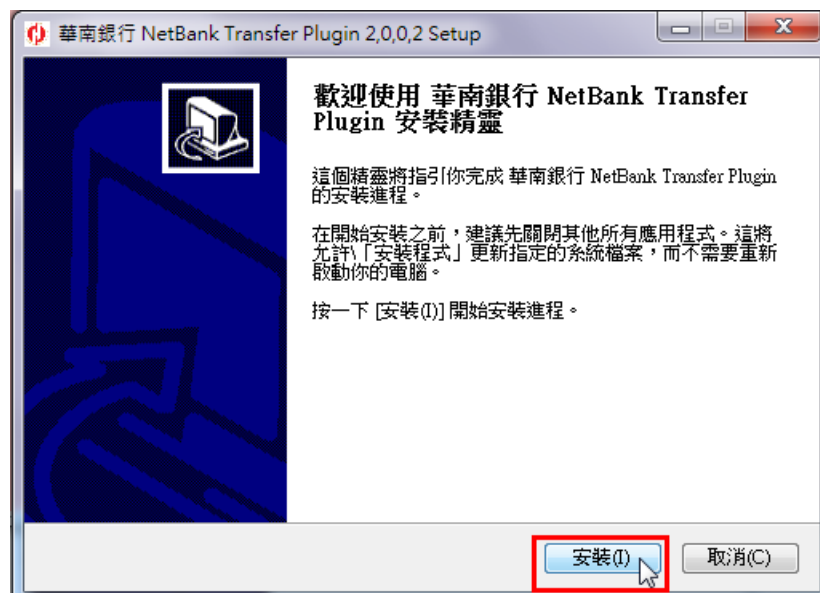 華南銀行 NetBank Transfer Plugin 2,0,0,2 Setup
歡迎使用 華南銀行 NetBank Transfer
Plugin 安裝精靈
這個精靈將指引你完成 華南銀行 NetBank Transfer Plugin
的安裝進程。
在開始安裝之前，建議先關閉其他所有應用程式。這將
允許\「安裝程式」更新指定的系統檔案，而不需要重新
啟動你的電腦。
按一下 [安裝(I)] 開始安裝進程。
安裝(I)
取消(C)